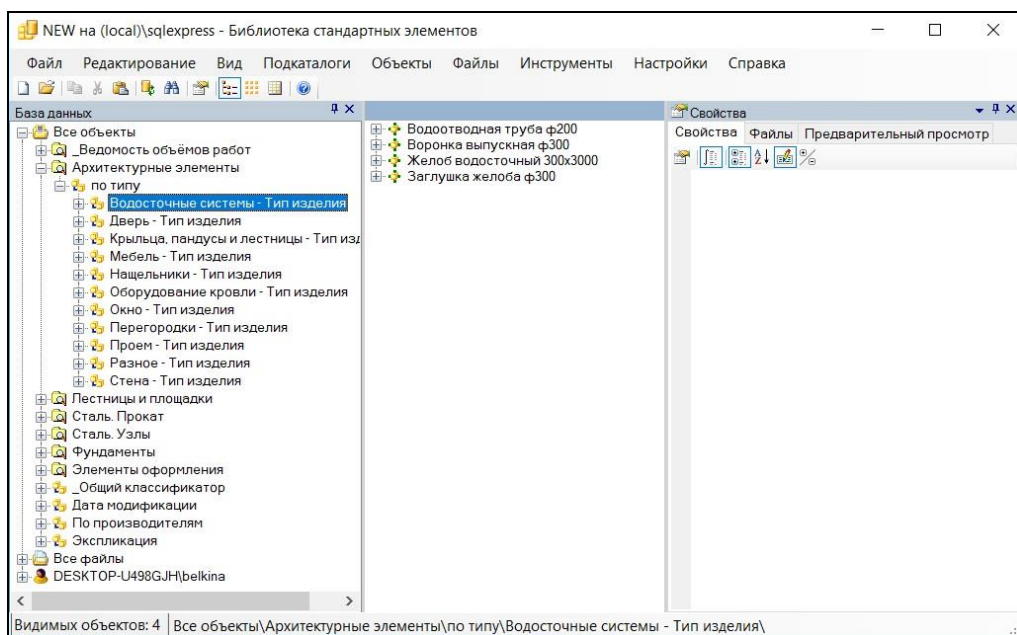 NEW на (local)\sqlexpress - Библиотека стандартных элементов
Файл Редактирование Вид Подкаталоги Объекты Файлы Инструменты Настройки Справка
База данных
Все объекты
_Ведомость объёмов работ
Архитектурные элементы
по типу
Водосточные системы - Тип изделия
Дверь - Тип изделия
Крыльца, пандусы и лестницы - Тип изд
Мебель - Тип изделия
Нащельники - Тип изделия
Оборудование кровли - Тип изделия
Окно - Тип изделия
Перегородки - Тип изделия
Проем - Тип изделия
Разное - Тип изделия
Стена - Тип изделия
Лестницы и площадки
Сталь. Прокат
Сталь. Узлы
Фундаменты
Элементы оформления
_Общий классификатор
Дата модификации
По производителям
Экспликация
Все файлы
DESKTOP-U498GJH\belkina
Водоотводная труба ф200
Воронка выпускная ф300
Желоб водосточный 300х3000
Заглушка желоба ф300
Свойства
Свойства Файлы Предварительный просмотр
Видимых объектов: 4 Все объекты\Архитектурные элементы\по типу\Водосточные системы - Тип изделия\